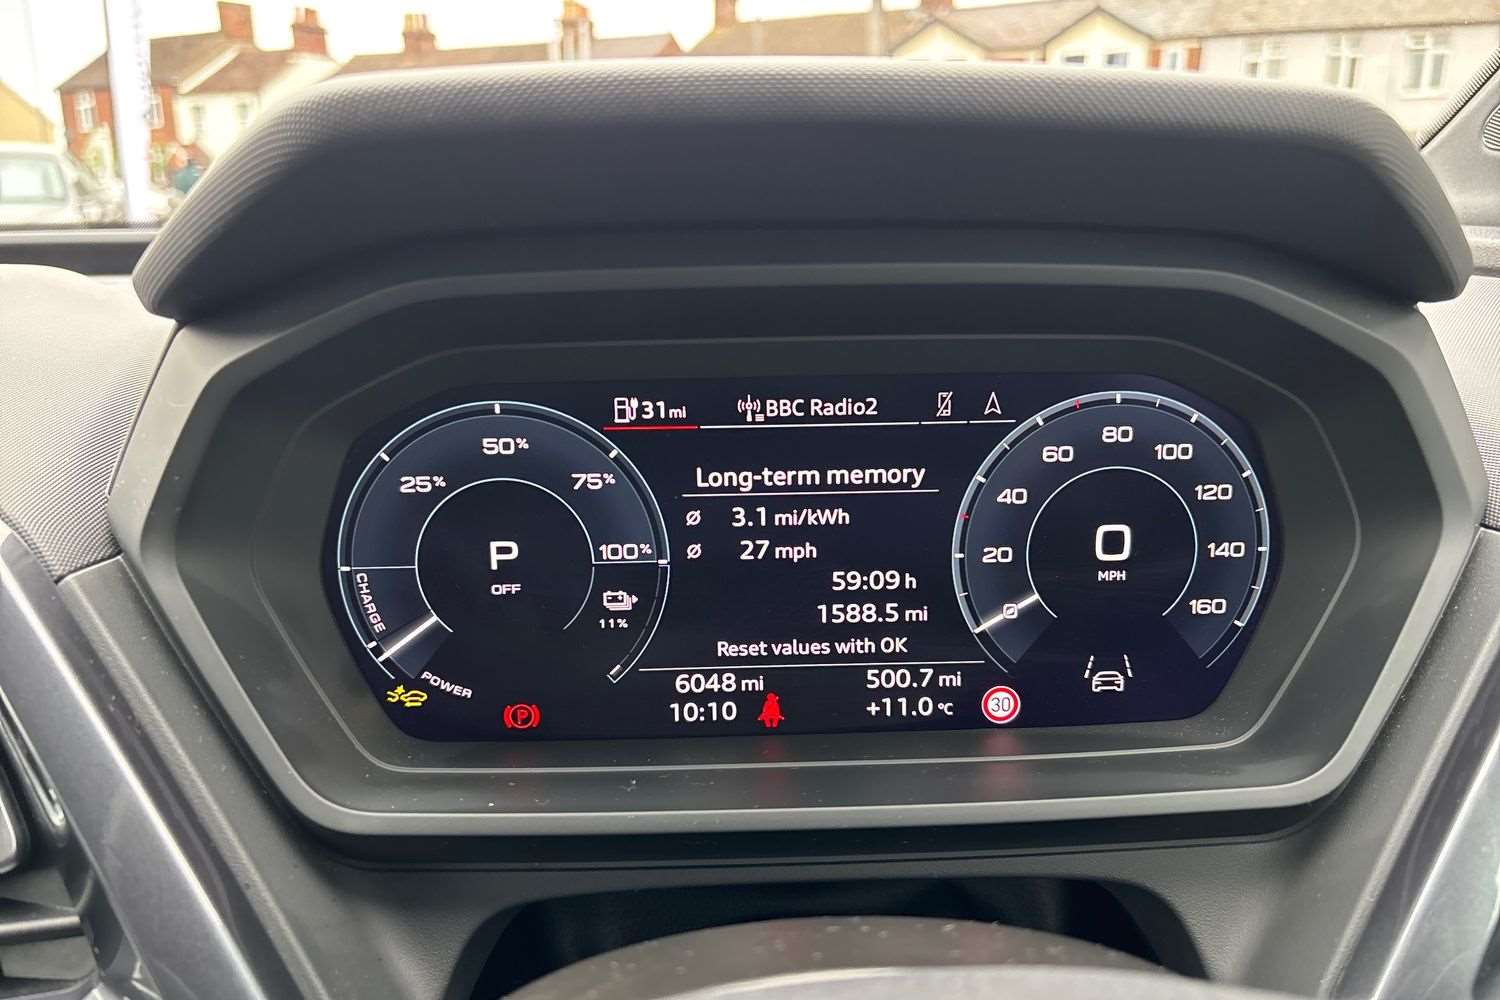 31 mi
BBC Radio2
50%
25%
75%
100%
CHARGE
POWER
P
OFF
11%
Long-term memory
Ø 3.1 mi/kWh
Ø 27 mph
59:09 h
1588.5 mi
Reset values with OK
6048 mi
500.7 mi
10:10
+11.0 °C
P
30
0
20
40
60
80
100
120
140
160
0
MPH